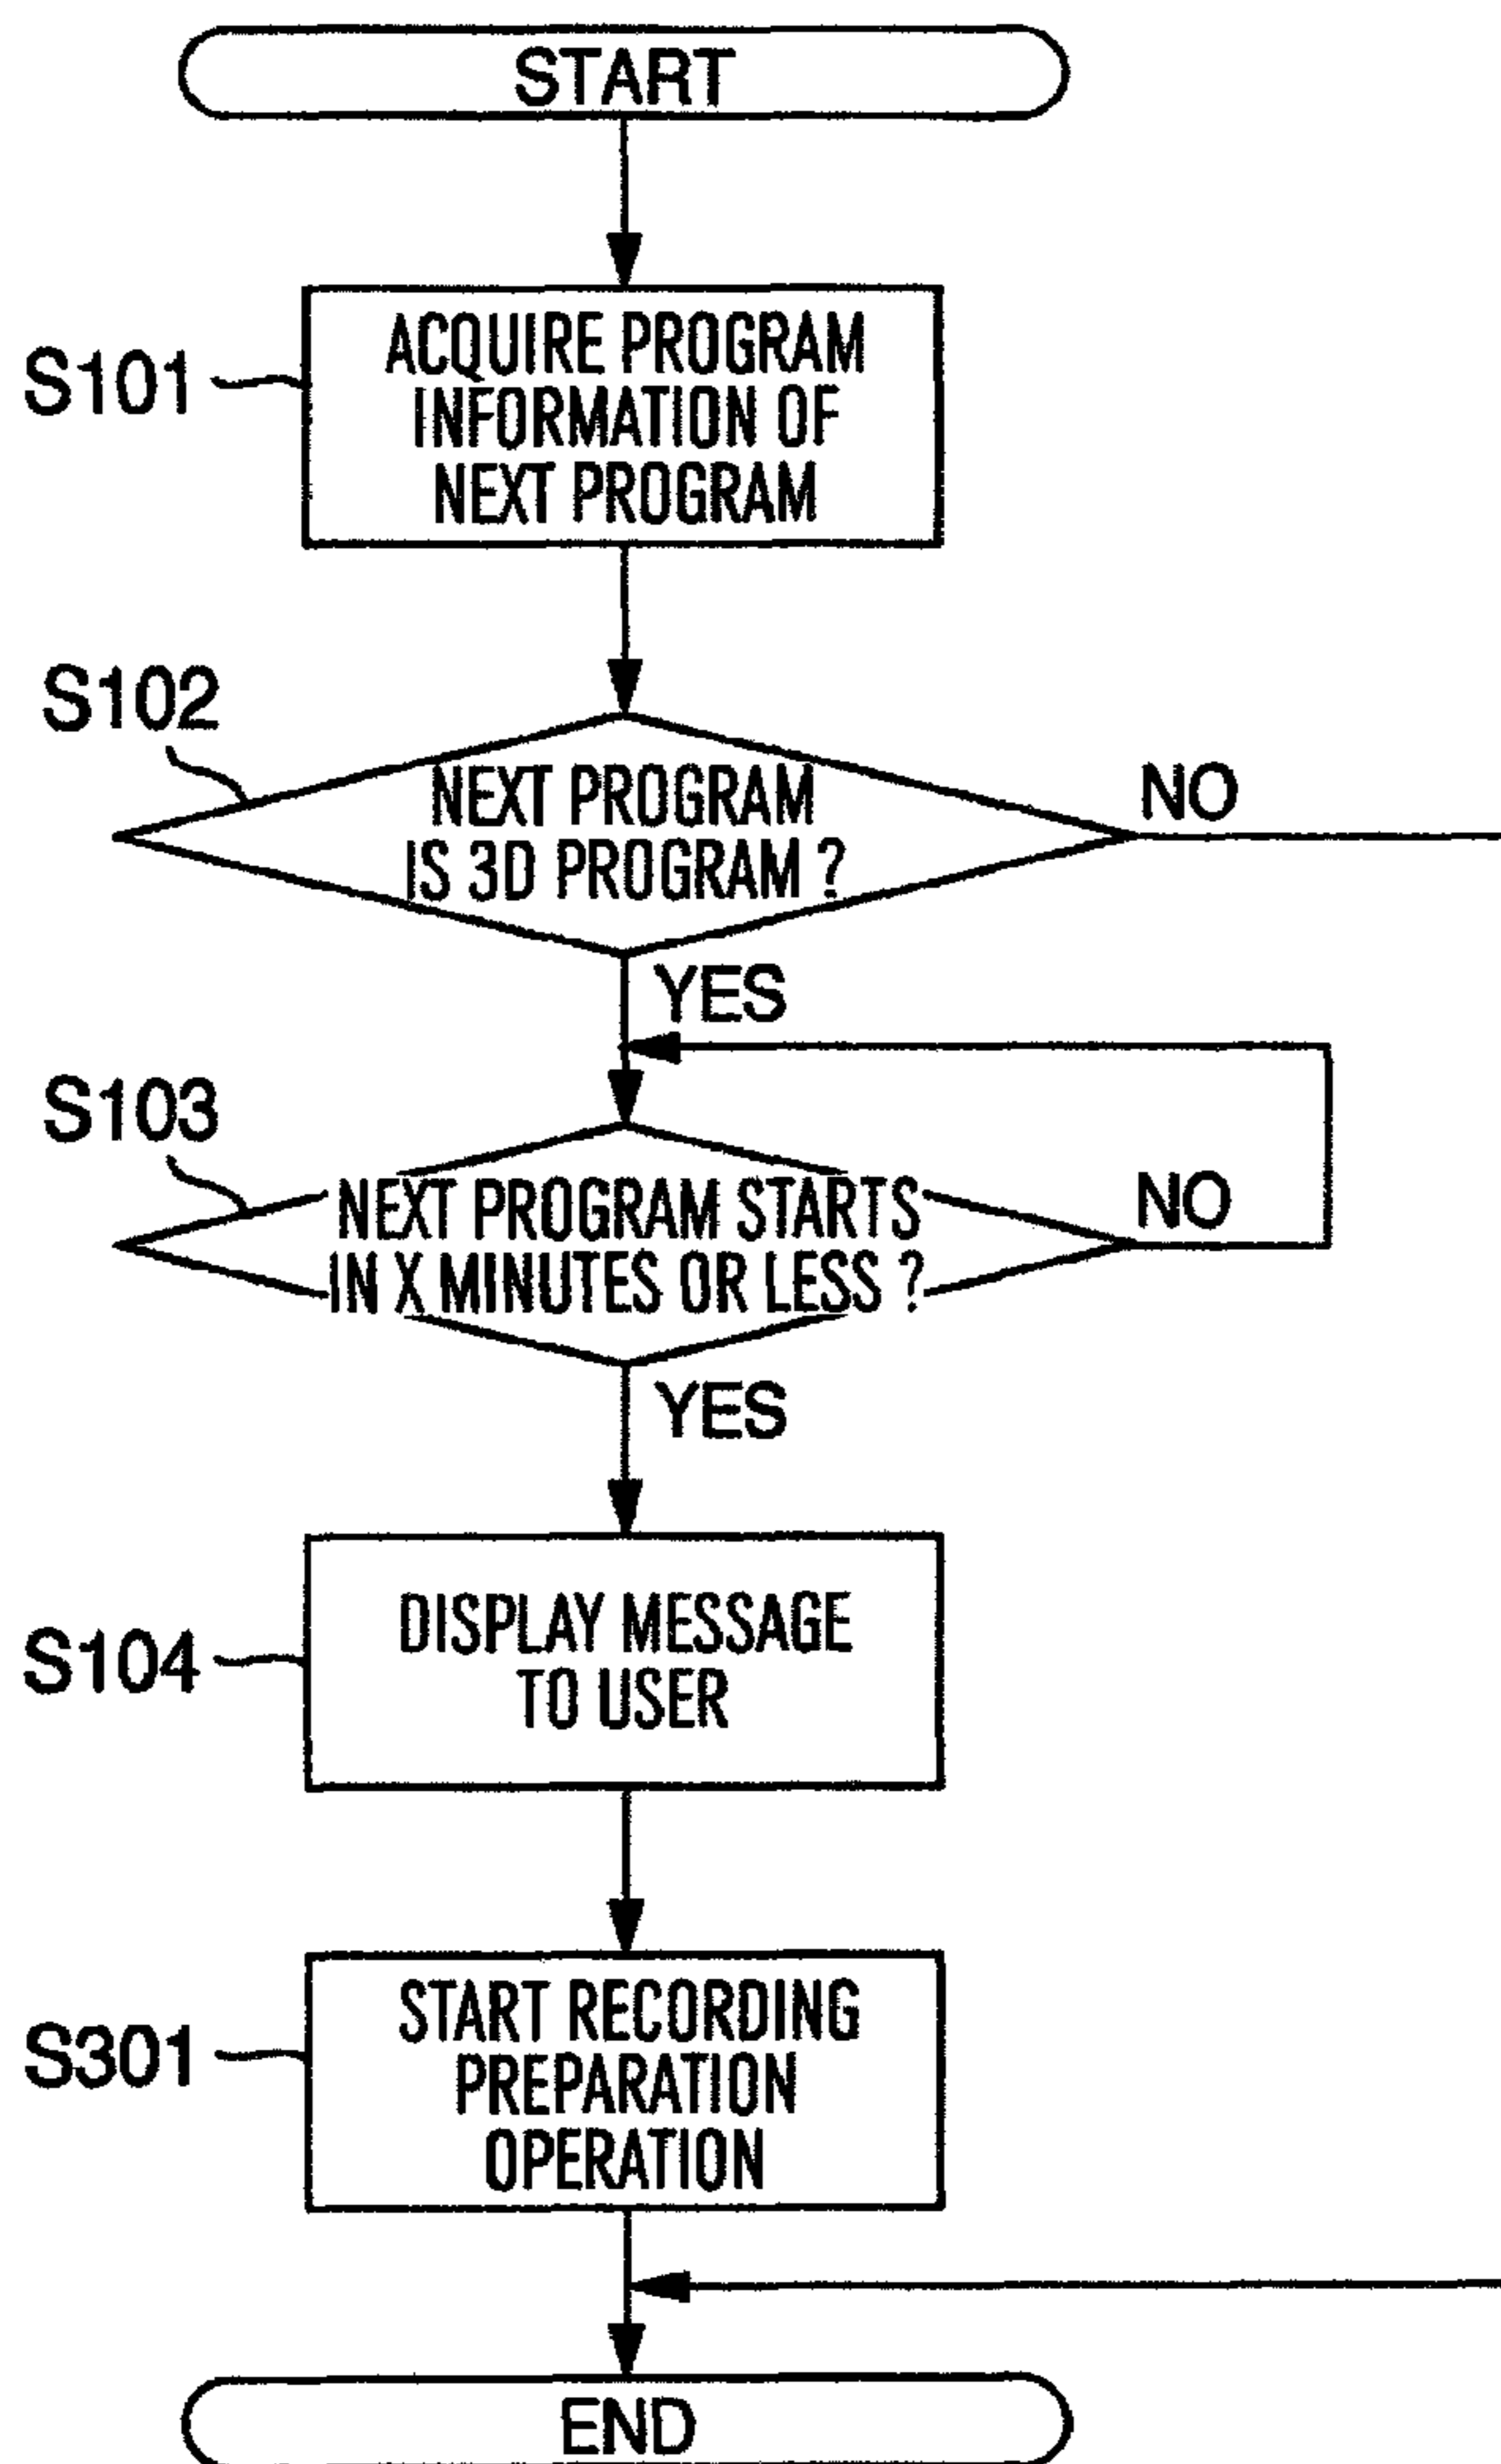 START
S101
ACQUIRE PROGRAM
INFORMATION OF
NEXT PROGRAM
S102
NEXT PROGRAM
IS 3D PROGRAM ?
NO
YES
S103
NEXT PROGRAM STARTS
IN X MINUTES OR LESS ?
NO
YES
S104
DISPLAY MESSAGE
TO USER
S301
START RECORDING
PREPARATION
OPERATION
END